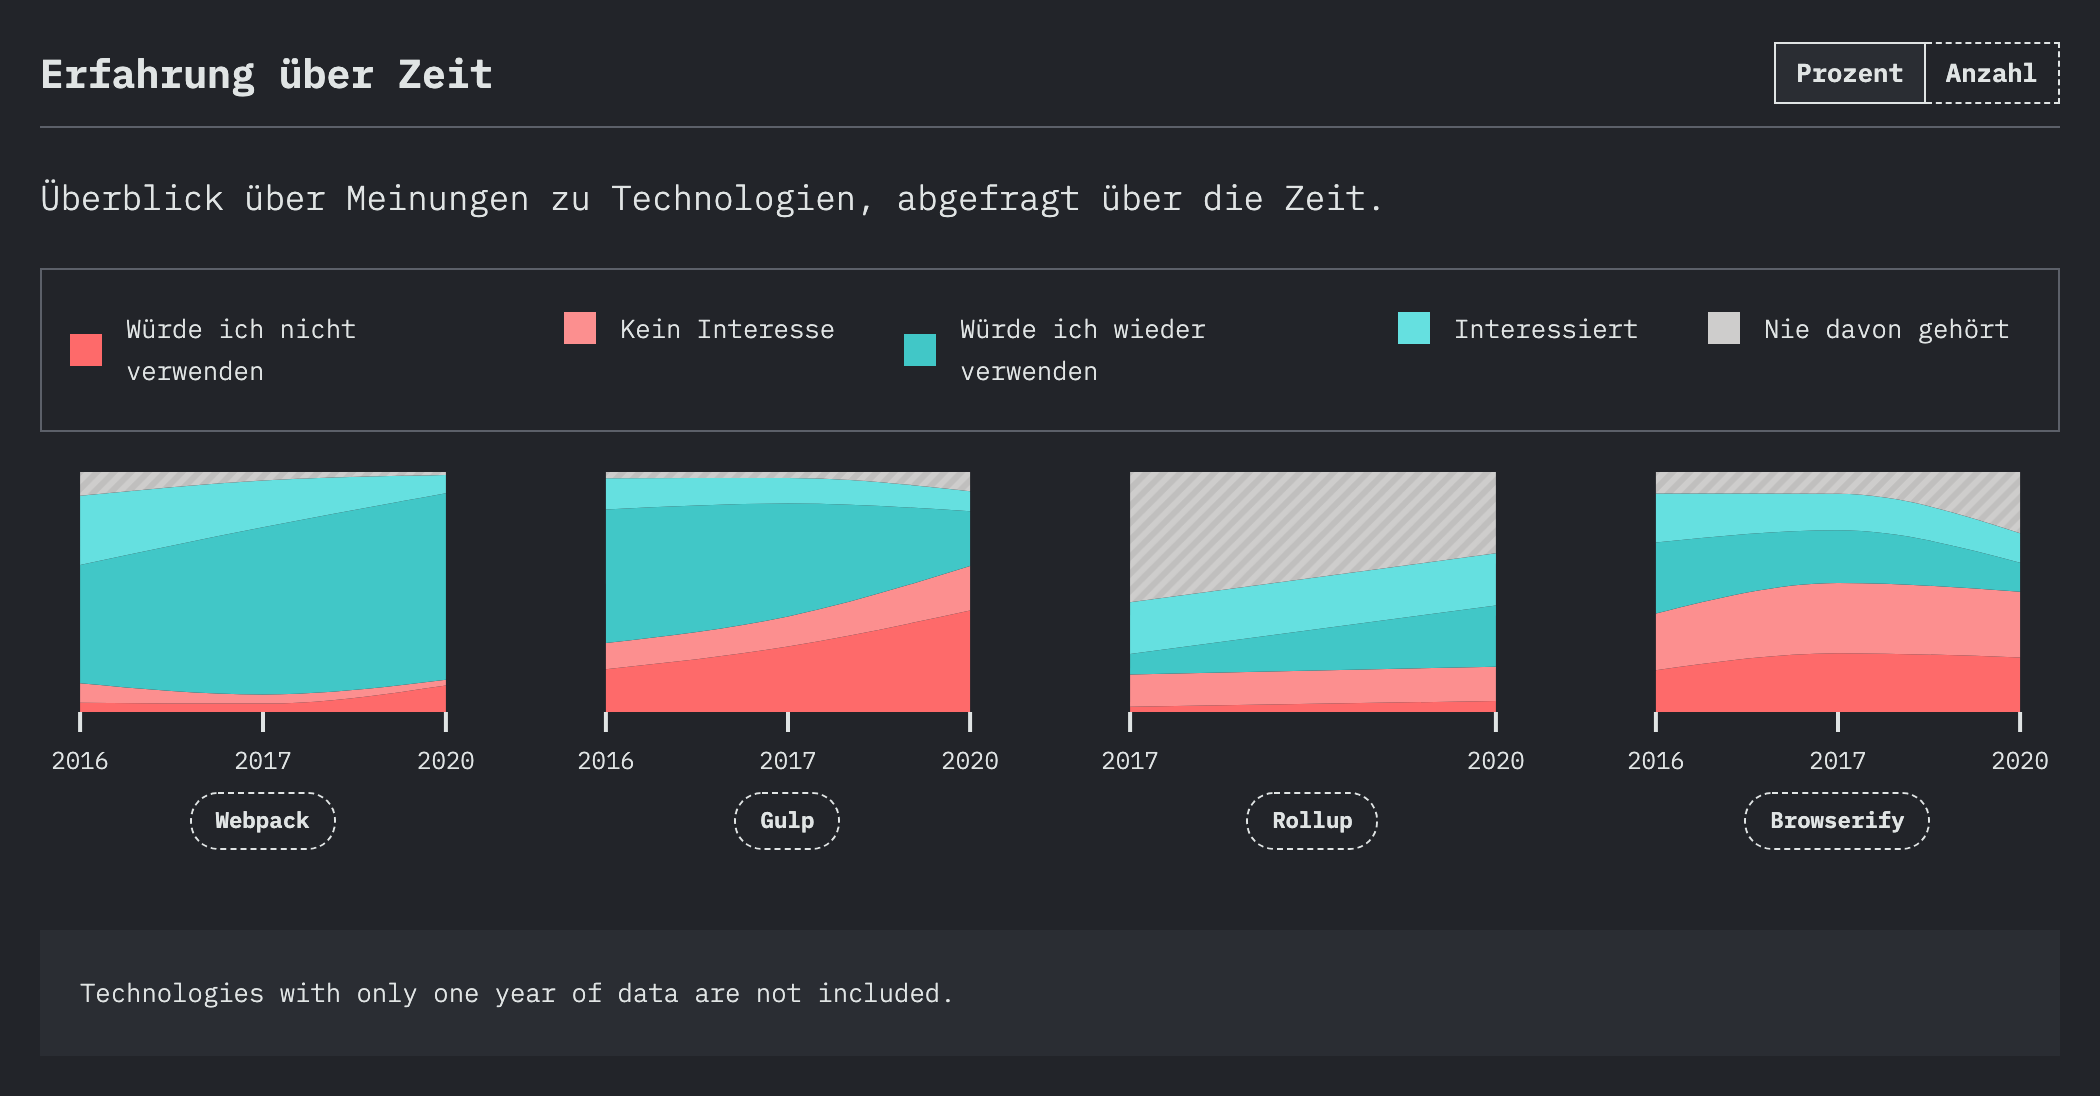 Erfahrung über Zeit
Prozent Anzahl
Überblick über Meinungen zu Technologien, abgefragt über die Zeit.
Würde ich nicht
verwenden
Kein Interesse
Würde ich wieder
verwenden
Interessiert
Nie davon gehört
2016 2017 2020
Webpack
2016 2017 2020
Gulp
2017 2020
Rollup
2016 2017 2020
Browserify
Technologies with only one year of data are not included.